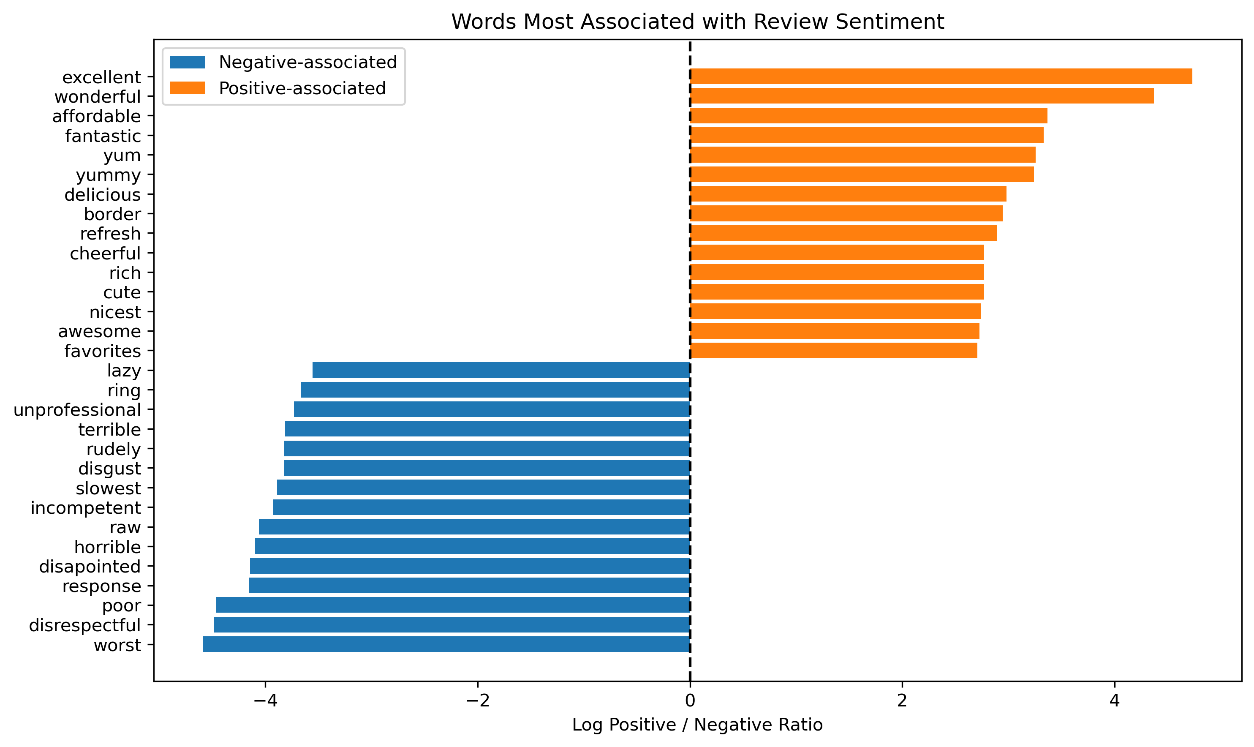 Words Most Associated with Review Sentiment
Negative-associated
Positive-associated
excellent
wonderful
affordable
fantastic
yum
yummy
delicious
border
refresh
cheerful
rich
cute
nicest
awesome
favorites
lazy
ring
unprofessional
terrible
rudely
disgust
slowest
incompetent
raw
horrible
disapointed
response
poor
disrespectful
worst
−4 −2 0 2 4
Log Positive / Negative Ratio